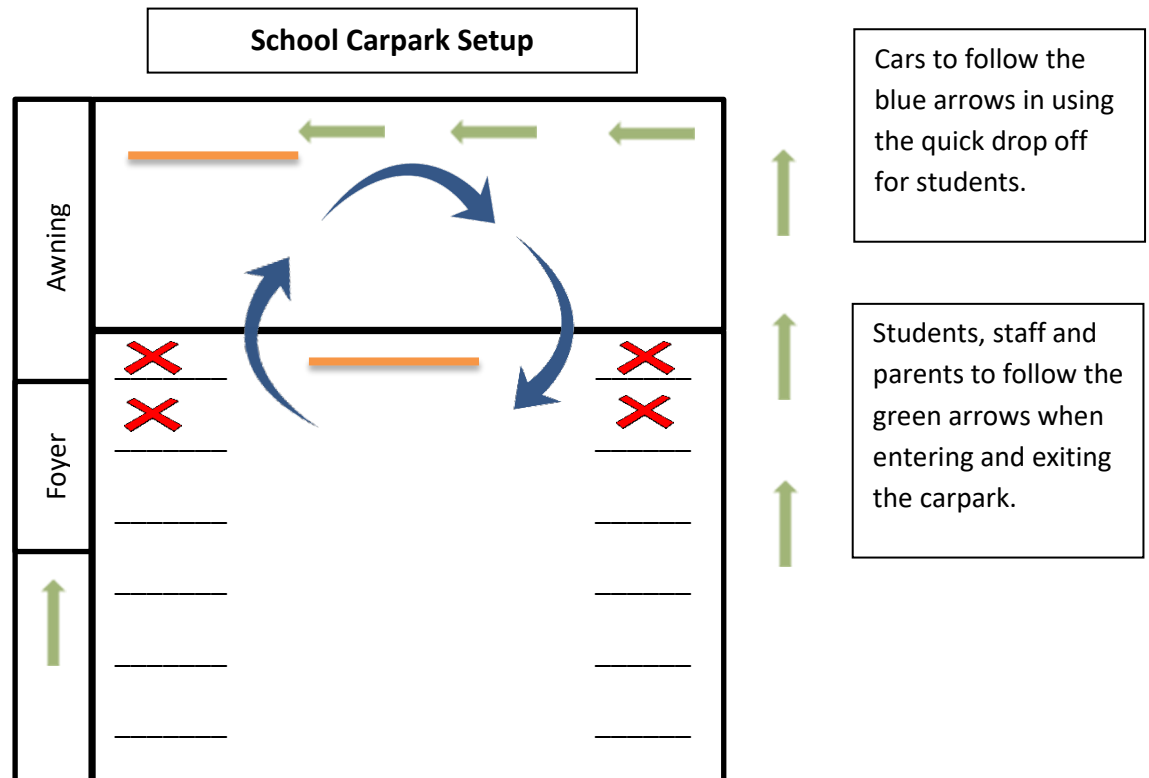 School Carpark Setup
Cars to follow the
blue arrows in using
the quick drop off
for students.
Awning
Students, staff and
parents to follow the
green arrows when
entering and exiting
the carpark.
Foyer